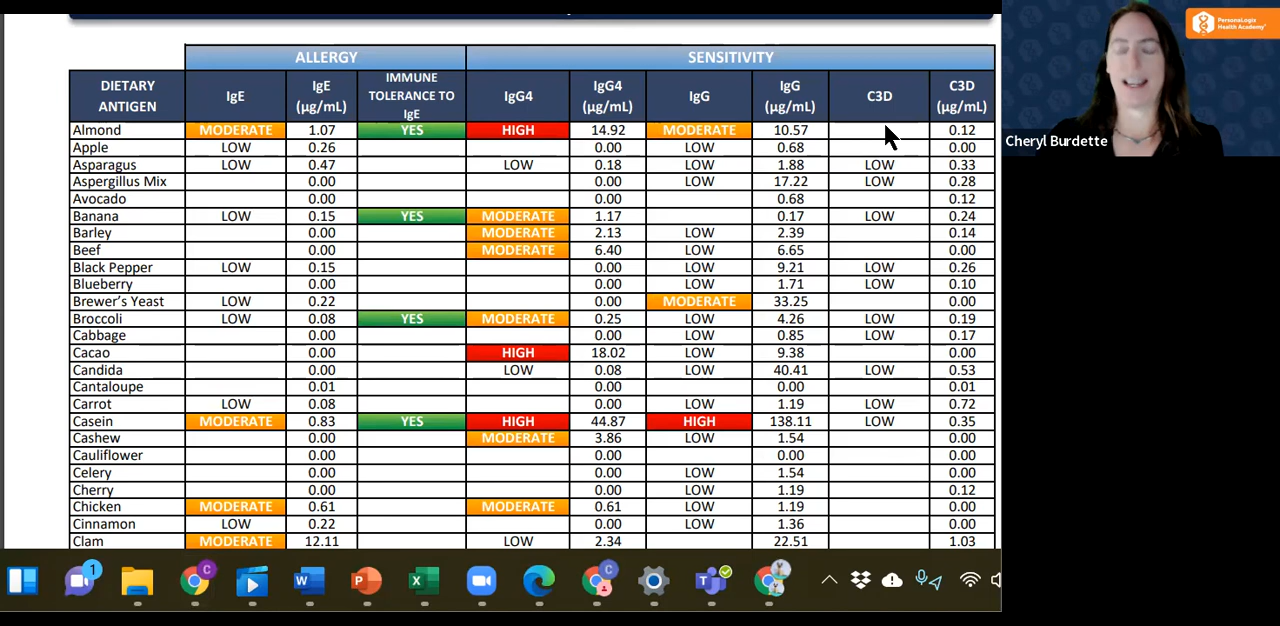 PersonaLogix
Health Academy
ALLERGY SENSITIVITY
DIETARY ANTIGEN IgE IgE (µg/mL) IMMUNE TOLERANCE TO IgE IgG4 IgG4 (µg/mL) IgG IgG (µg/mL) C3D C3D (µg/mL)
Almond MODERATE 1.07 YES HIGH 14.92 MODERATE 10.57 0.12
Apple LOW 0.26 0.00 LOW 0.68 0.00
Asparagus LOW 0.47 LOW 0.18 LOW 1.88 LOW 0.33
Aspergillus Mix 0.00 0.00 LOW 17.22 LOW 0.28
Avocado 0.00 0.00 0.68 0.12
Banana LOW 0.15 YES MODERATE 1.17 0.17 LOW 0.24
Barley 0.00 MODERATE 2.13 LOW 2.39 0.14
Beef 0.00 MODERATE 6.40 LOW 6.65 0.00
Black Pepper LOW 0.15 0.00 LOW 9.21 LOW 0.26
Blueberry 0.00 0.00 LOW 1.71 LOW 0.10
Brewer's Yeast LOW 0.22 0.00 MODERATE 33.25 0.00
Broccoli LOW 0.08 YES MODERATE 0.25 LOW 4.26 LOW 0.19
Cabbage 0.00 0.00 LOW 0.85 LOW 0.17
Cacao 0.00 HIGH 18.02 LOW 9.38 0.00
Candida 0.00 LOW 0.08 LOW 40.41 LOW 0.53
Cantaloupe 0.01 0.00 0.00 0.01
Carrot LOW 0.08 0.00 LOW 1.19 LOW 0.72
Casein MODERATE 0.83 YES HIGH 44.87 HIGH 138.11 LOW 0.35
Cashew 0.00 MODERATE 3.86 LOW 1.54 0.00
Cauliflower 0.00 0.00 0.00 0.00
Celery 0.00 0.00 LOW 1.54 0.00
Cherry 0.00 0.00 LOW 1.19 0.12
Chicken MODERATE 0.61 MODERATE 0.61 LOW 1.19 0.00
Cinnamon LOW 0.22 0.00 LOW 1.36 0.00
Clam MODERATE 12.11 LOW 2.34 22.51 1.03
Cheryl Burdette
1 C W P X C T